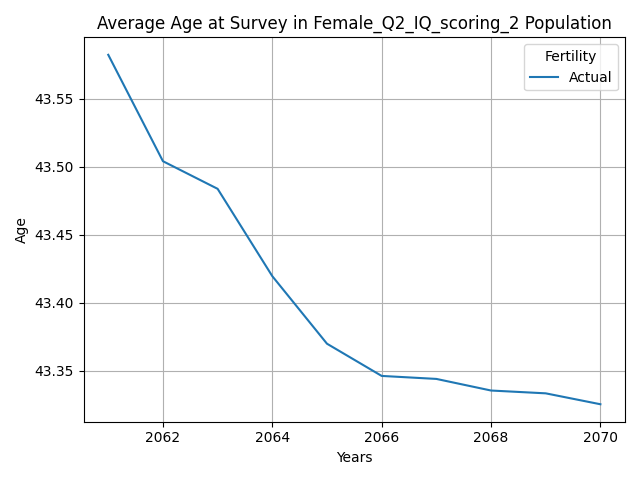 Average Age at Survey in Female_Q2_IQ_scoring_2 Population
Fertility
Actual
43.55
43.50
43.45
43.40
43.35
Age
2062 2064 2066 2068 2070
Years